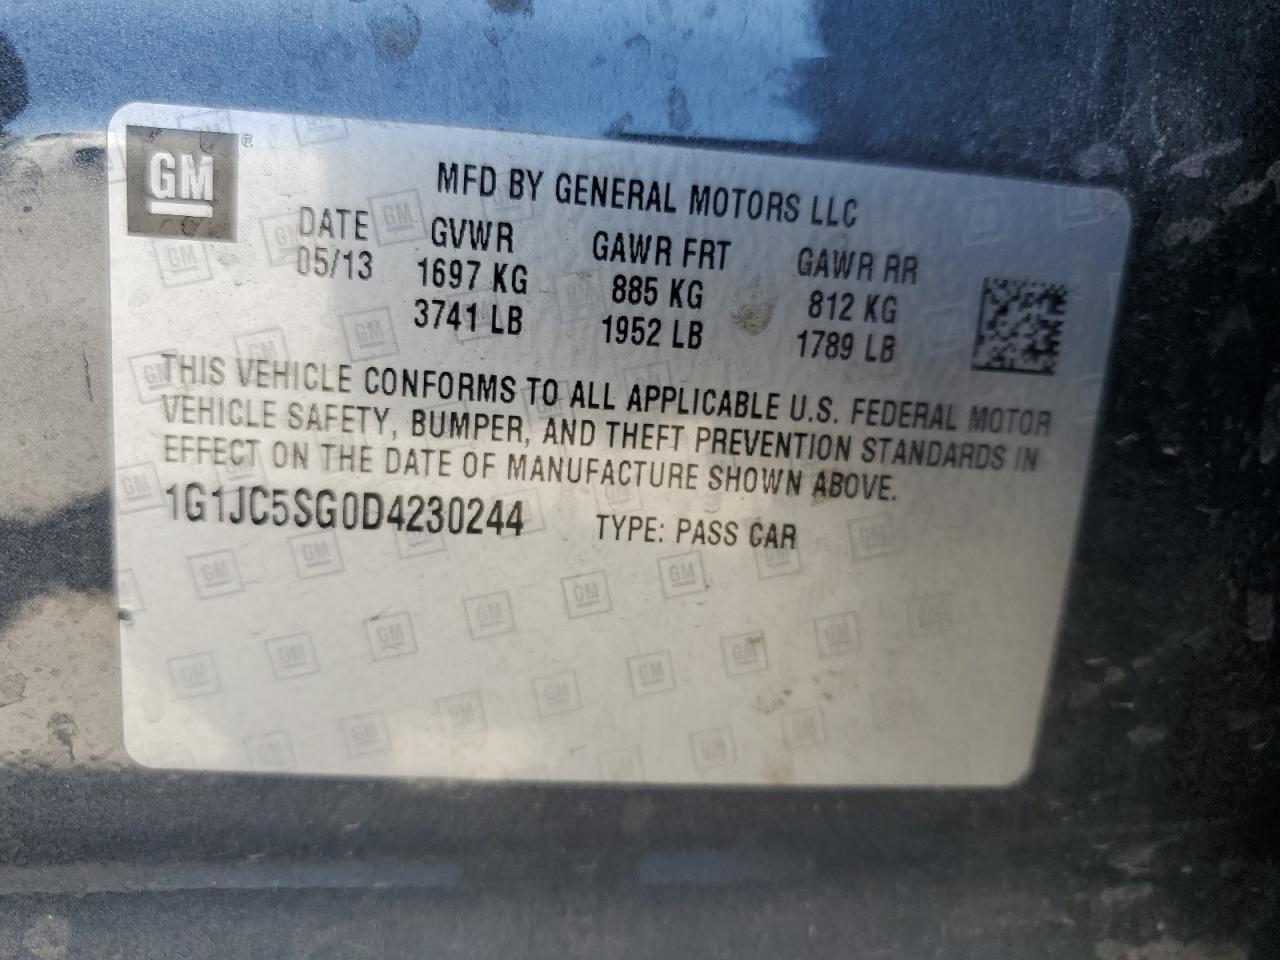 GM ®
MFD BY GENERAL MOTORS LLC
DATE GVWR GAWR FRT GAWR RR
05/13 1697 KG 885 KG 812 KG
3741 LB 1952 LB 1789 LB
THIS VEHICLE CONFORMS TO ALL APPLICABLE U.S. FEDERAL MOTOR
VEHICLE SAFETY, BUMPER, AND THEFT PREVENTION STANDARDS IN
EFFECT ON THE DATE OF MANUFACTURE SHOWN ABOVE.
1G1JC5SG0D4230244 TYPE: PASS CAR